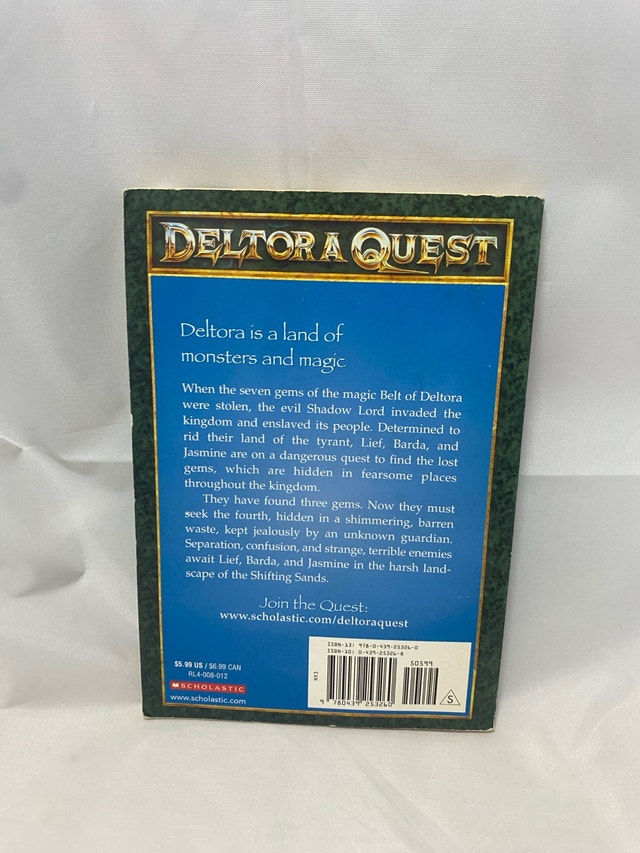 DELTORA QUEST
Deltora is a land of
monsters and magic
When the seven gems of the magic Belt of Deltora
were stolen, the evil Shadow Lord invaded the
kingdom and enslaved its people. Determined to
rid their land of the tyrant, Lief, Barda, and
Jasmine are on a dangerous quest to find the lost
gems, which are hidden in fearsome places
throughout the kingdom.
They have found three gems. Now they must
seek the fourth, hidden in a shimmering, barren
waste, kept jealously by an unknown guardian.
Separation, confusion, and strange, terrible enemies
await Lief, Barda, and Jasmine in the harsh land-
scape of the Shifting Sands.
Join the Quest:
www.scholastic.com/deltoraquest
$5.99 US / $6.99 CAN
RL4-008-012
SCHOLASTIC
www.scholastic.com
ISBN-13: 978-0-439-25326-0
ISBN-10: 0-439-25326-8
50599
EAN
9 780439 253260
S